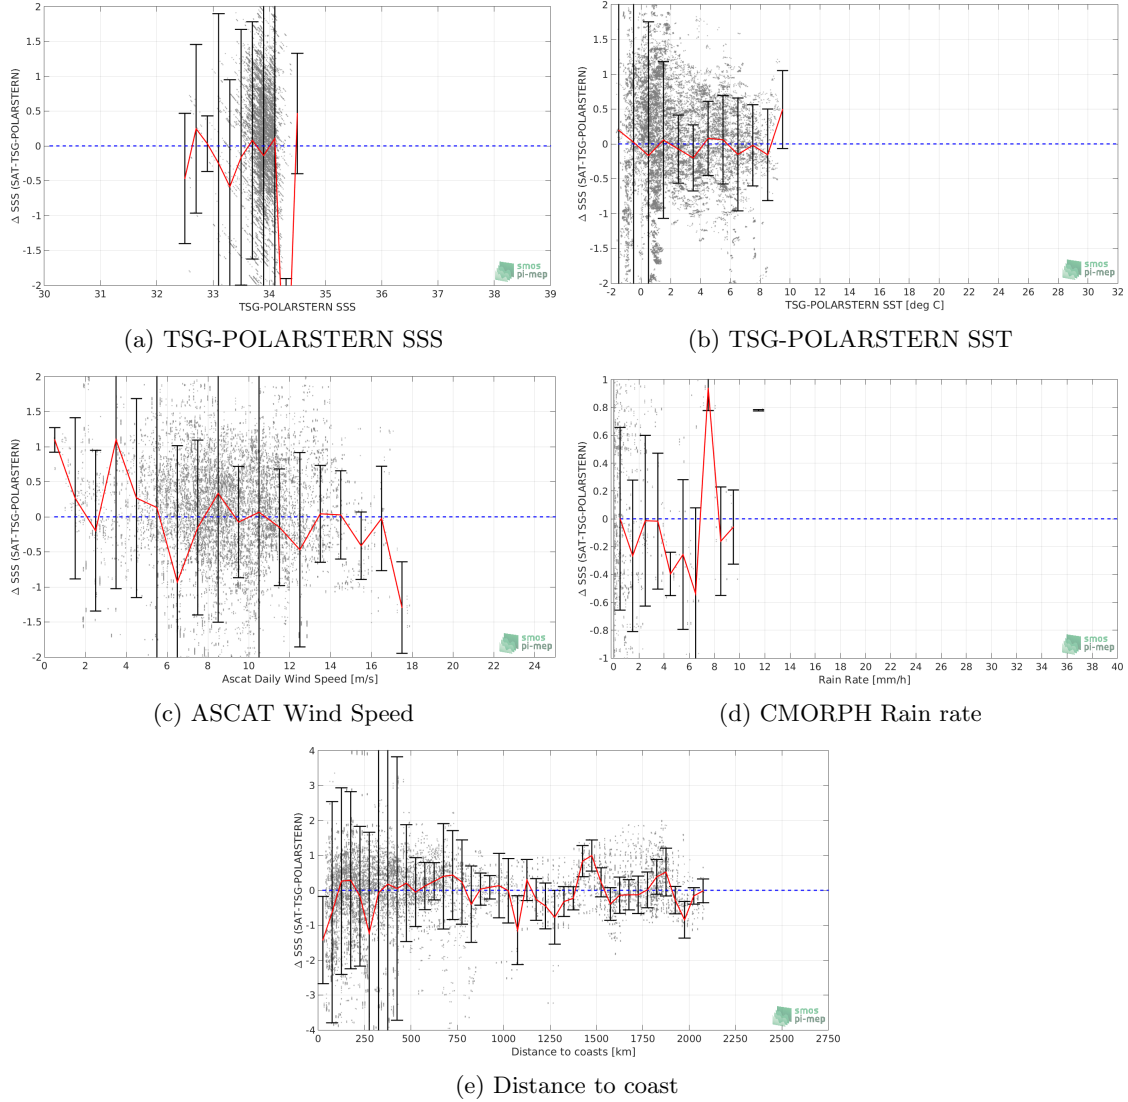 2
1.5
1
0.5
0
-0.5
-1
-1.5
-2
Δ SSS (SAT-TSG-POLARSTERN)
30 31 32 33 34 35 36 37 38 39
TSG-POLARSTERN SSS
smos
pi-mep
(a) TSG-POLARSTERN SSS
2
1.5
1
0.5
0
-0.5
-1
-1.5
-2
Δ SSS (SAT-TSG-POLARSTERN)
-2 0 2 4 6 8 10 12 14 16 18 20 22 24 26 28 30 32
TSG-POLARSTERN SST [deg C]
smos
pi-mep
(b) TSG-POLARSTERN SST
2
1.5
1
0.5
0
-0.5
-1
-1.5
-2
Δ SSS (SAT-TSG-POLARSTERN)
0 2 4 6 8 10 12 14 16 18 20 22 24
Ascat Daily Wind Speed [m/s]
smos
pi-mep
(c) ASCAT Wind Speed
1
0.8
0.6
0.4
0.2
0
-0.2
-0.4
-0.6
-0.8
-1
Δ SSS (SAT-TSG-POLARSTERN)
0 2 4 6 8 10 12 14 16 18 20 22 24 26 28 30 32 34 36 38 40
Rain Rate [mm/h]
smos
pi-mep
(d) CMORPH Rain rate
4
3
2
1
0
-1
-2
-3
-4
Δ SSS (SAT-TSG-POLARSTERN)
0 250 500 750 1000 1250 1500 1750 2000 2250 2500 2750
Distance to coasts [km]
smos
pi-mep
(e) Distance to coast